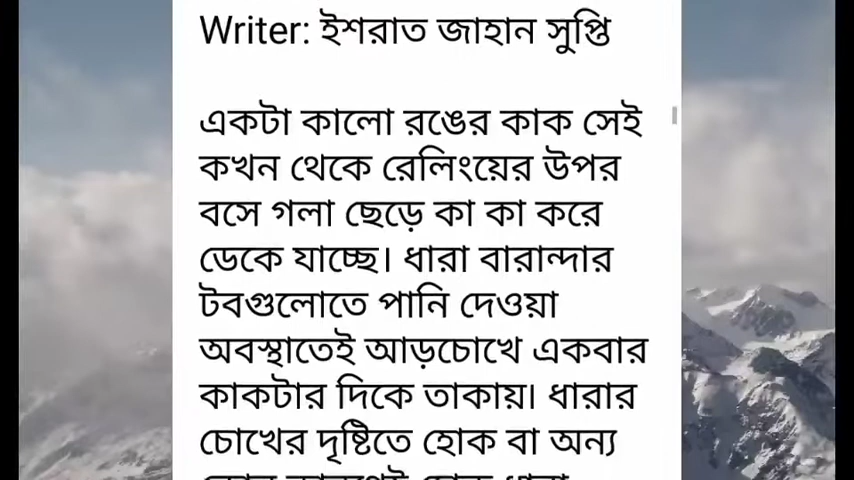 Writer: ইশরাত জাহান সুপ্তি
একটা কালো রঙের কাক সেই
কখন থেকে রেলিংয়ের উপর
বসে গলা ছেড়ে কা কা করে
ডেকে যাচ্ছে। ধারা বারান্দার
টবগুলোতে পানি দেওয়া
অবস্থাতেই আড়চোখে একবার
কাকটার দিকে তাকায়। ধারার
চোখের দৃষ্টিতে হোক বা অন্য